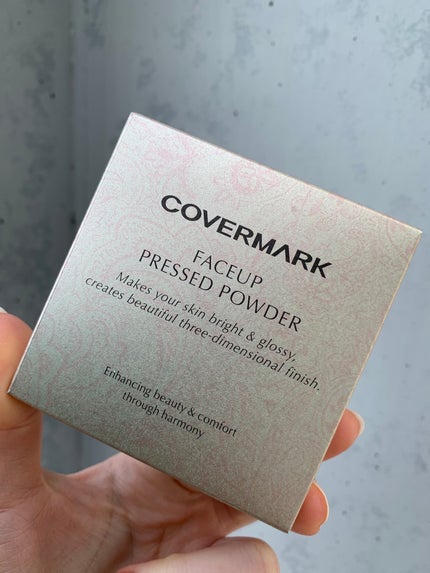 COVERMARK
FACEUP
PRESSED POWDER
Makes your skin bright & glossy,
creates beautiful three-dimensional finish.
Enhancing beauty & comfort
through harmony